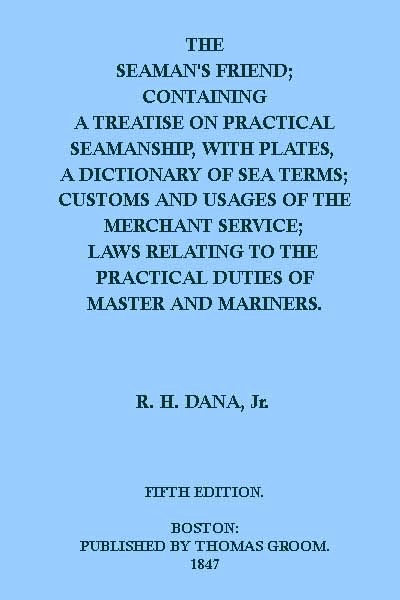 THE
SEAMAN'S FRIEND;
CONTAINING
A TREATISE ON PRACTICAL
SEAMANSHIP, WITH PLATES,
A DICTIONARY OF SEA TERMS;
CUSTOMS AND USAGES OF THE
MERCHANT SERVICE;
LAWS RELATING TO THE
PRACTICAL DUTIES OF
MASTER AND MARINERS.
R. H. DANA, Jr.
FIFTH EDITION.
BOSTON:
PUBLISHED BY THOMAS GROOM.
1847